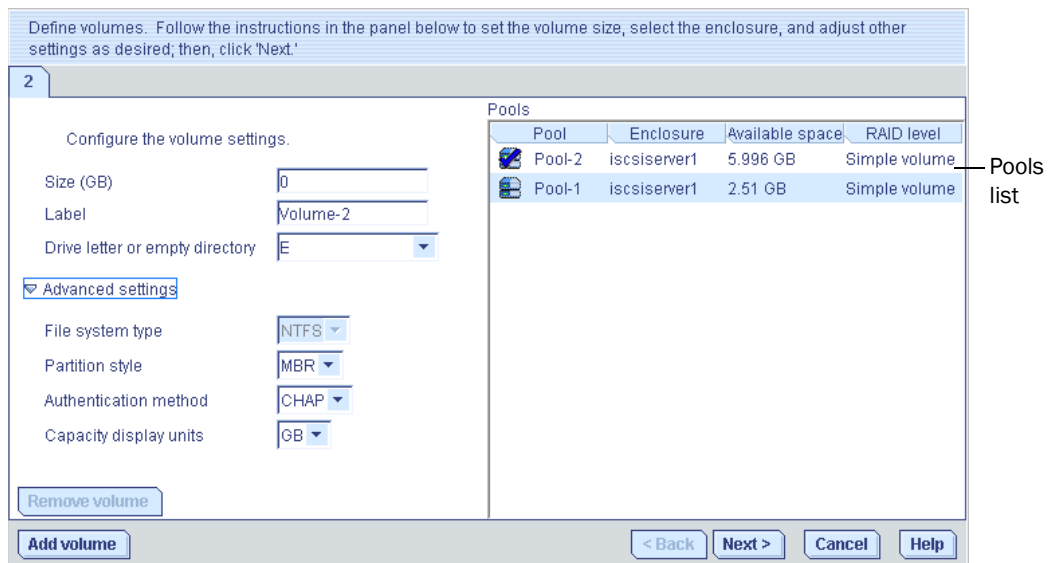 Define volumes. Follow the instructions in the panel below to set the volume size, select the enclosure, and adjust other
settings as desired; then, click 'Next.'
2
Configure the volume settings.
Size (GB) 0
Label Volume-2
Drive letter or empty directory E
Advanced settings
File system type NTFS
Partition style MBR
Authentication method CHAP
Capacity display units GB
Remove volume
Pools
Pool Enclosure Available space RAID level
Pool-2 iscsiserver1 5.996 GB Simple volume
Pool-1 iscsiserver1 2.51 GB Simple volume
Pools
list
Add volume < Back Next > Cancel Help